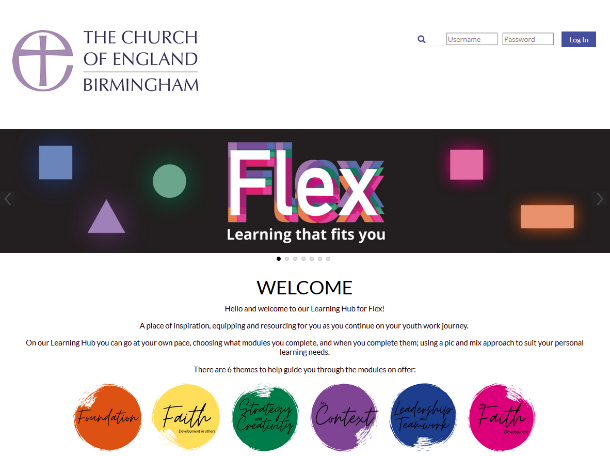 THE CHURCH
OF ENGLAND
BIRMINGHAM
Username
Password
Log In
Flex
Learning that fits you
WELCOME
Hello and welcome to our Learning Hub for Flex!
A place of inspiration, equipping and resourcing for you as you continue on your youth work journey.
On our Learning Hub you can go at your own pace, choosing what modules you complete, and when you complete them; using a pic and mix approach to suit your personal
learning needs.
There are 6 themes to help guide you through the modules on offer:
Foundation
Faith
Development in others
Strategy
Creativity
Context
Leadership
Teamwork
Faith
Development